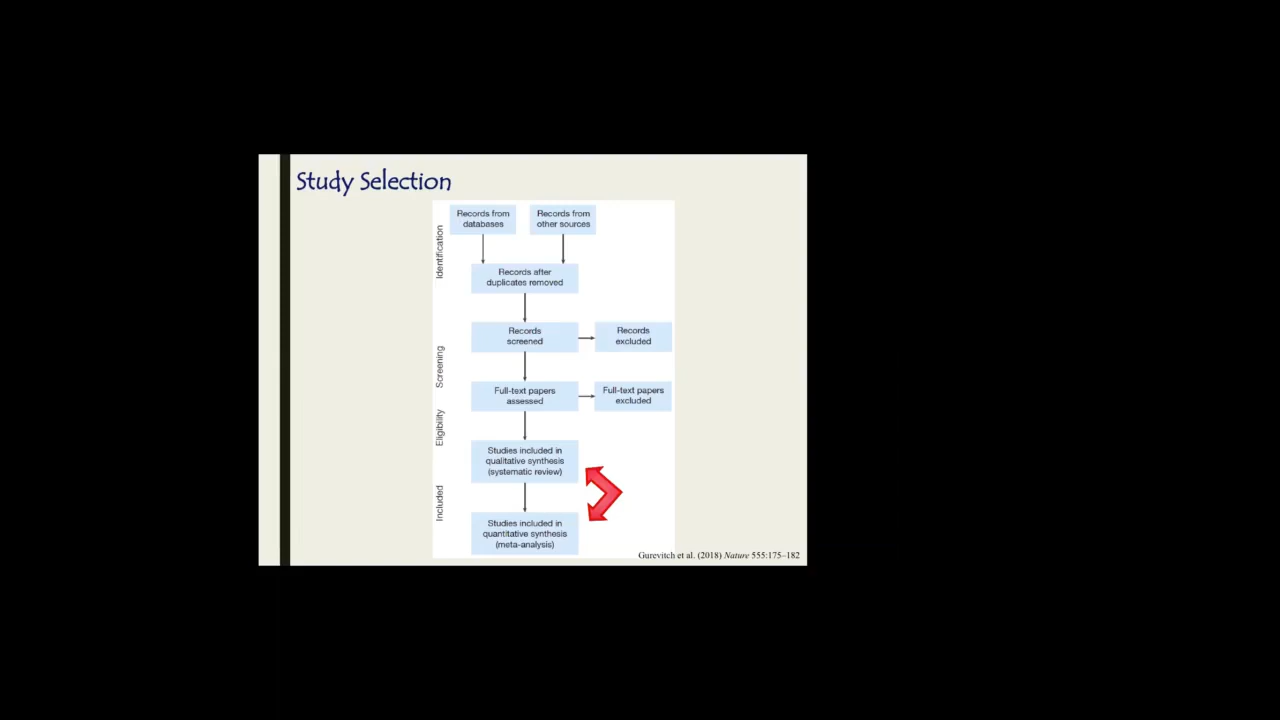 Study Selection
Records from
databases
Records from
other sources
Identification
Records after
duplicates removed
Records
screened
Records
excluded
Screening
Full-text papers
assessed
Full-text papers
excluded
Eligibility
Studies included in
qualitative synthesis
(systematic review)
Included
Studies included in
quantitative synthesis
(meta-analysis)
Gurevitch et al. (2018) Nature 555:175–182